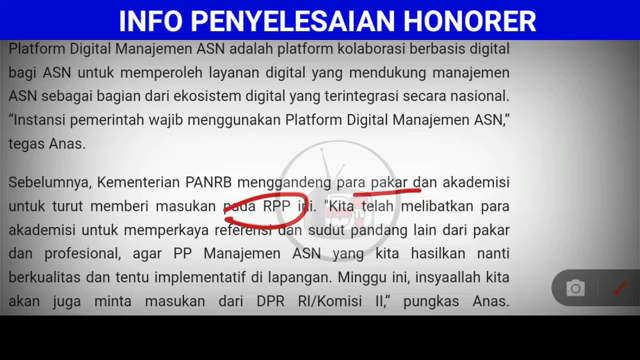 INFO PENYELESAIAN HONORER
Platform Digital Manajemen ASN adalah platform kolaborasi berbasis digital
bagi ASN untuk memperoleh layanan digital yang mendukung manajemen
ASN sebagai bagian dari ekosistem digital yang terintegrasi secara nasional.
“Instansi pemerintah wajib menggunakan Platform Digital Manajemen ASN,”
tegas Anas.
Sebelumnya, Kementerian PANRB menggandeng para pakar dan akademisi
untuk turut memberi masukan pada RPP ini. "Kita telah melibatkan para
akademisi untuk memperkaya referensi dan sudut pandang lain dari pakar
dan profesional, agar PP Manajemen ASN yang kita hasilkan nanti
berkualitas dan tentu implementatif di lapangan. Minggu ini, insyaallah kita
akan juga minta masukan dari DPR RI/Komisi II,” pungkas Anas.